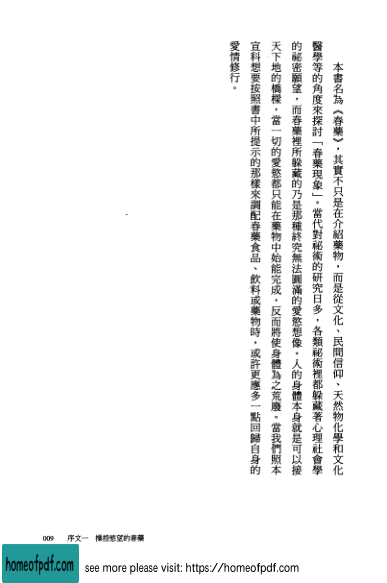 本書名為《春藥》，其實不只是在介紹藥物，而是從文化、民間信仰、天然物化學和文化
醫學等的角度來探討「春藥現象」。當代對祕術的研究日多，各類祕術裡都躲藏著心理社會學
的祕密願望，而春藥裡所躲藏的乃是那種終究無法圓滿的愛慾想像，人的身體本身就是可以接
天下地的橋樑，當一切的愛慾都只能在藥物中始能完成，反而將使身體為之荒廢。當我們照本
宣科想要按照書中所提示的那樣來調配春藥食品、飲料或藥物時，或許更應多一點回歸自身的
愛情修行。
009 序文一 操控慾望的春藥
homeofpdf.com
see more please visit: https://homeofpdf.com